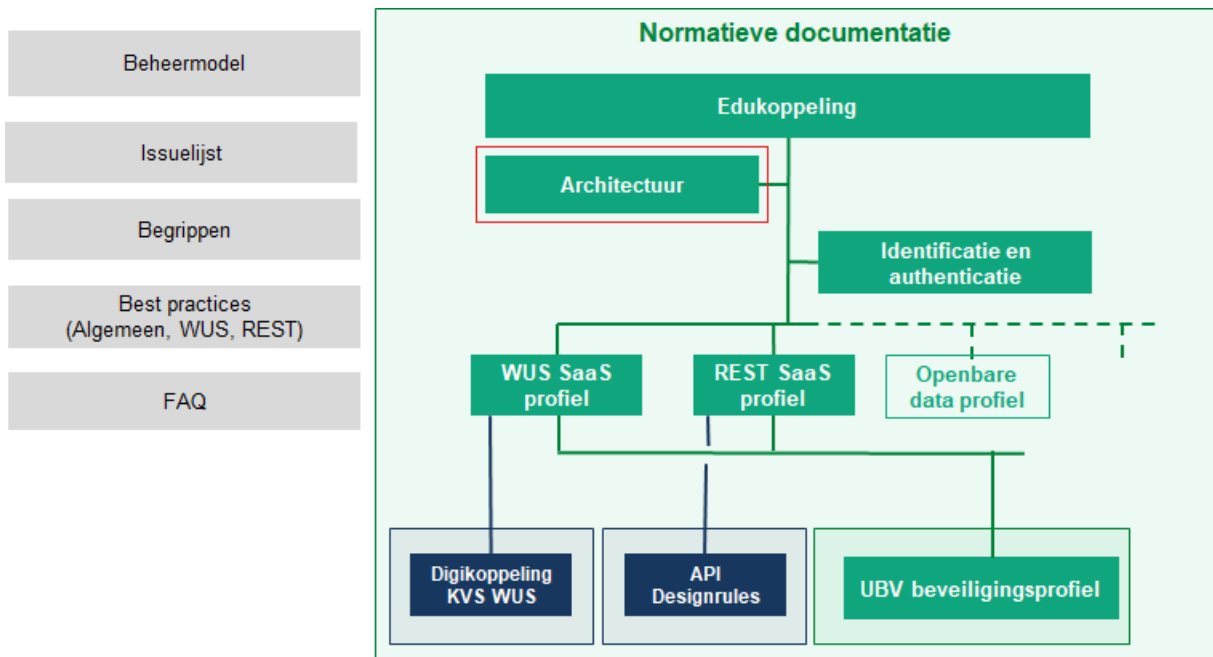 Beheermodel
Issuelijst
Begrippen
Best practices
(Algemeen, WUS, REST)
FAQ
Normatieve documentatie
Edukoppeling
Architectuur
Identificatie en
authenticatie
WUS SaaS
profiel
REST SaaS
profiel
Openbare
data profiel
Digikoppeling
KVS WUS
API
Designrules
UBV beveiligingsprofiel